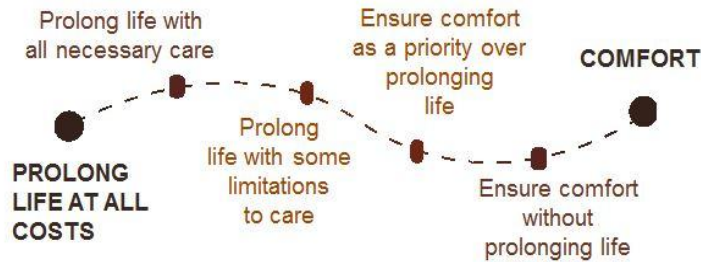 Prolong life with
all necessary care
Ensure comfort
as a priority over
prolonging
life
COMFORT
PROLONG
LIFE AT ALL
COSTS
Prolong
life with some
limitations
to care
Ensure comfort
without
prolonging life